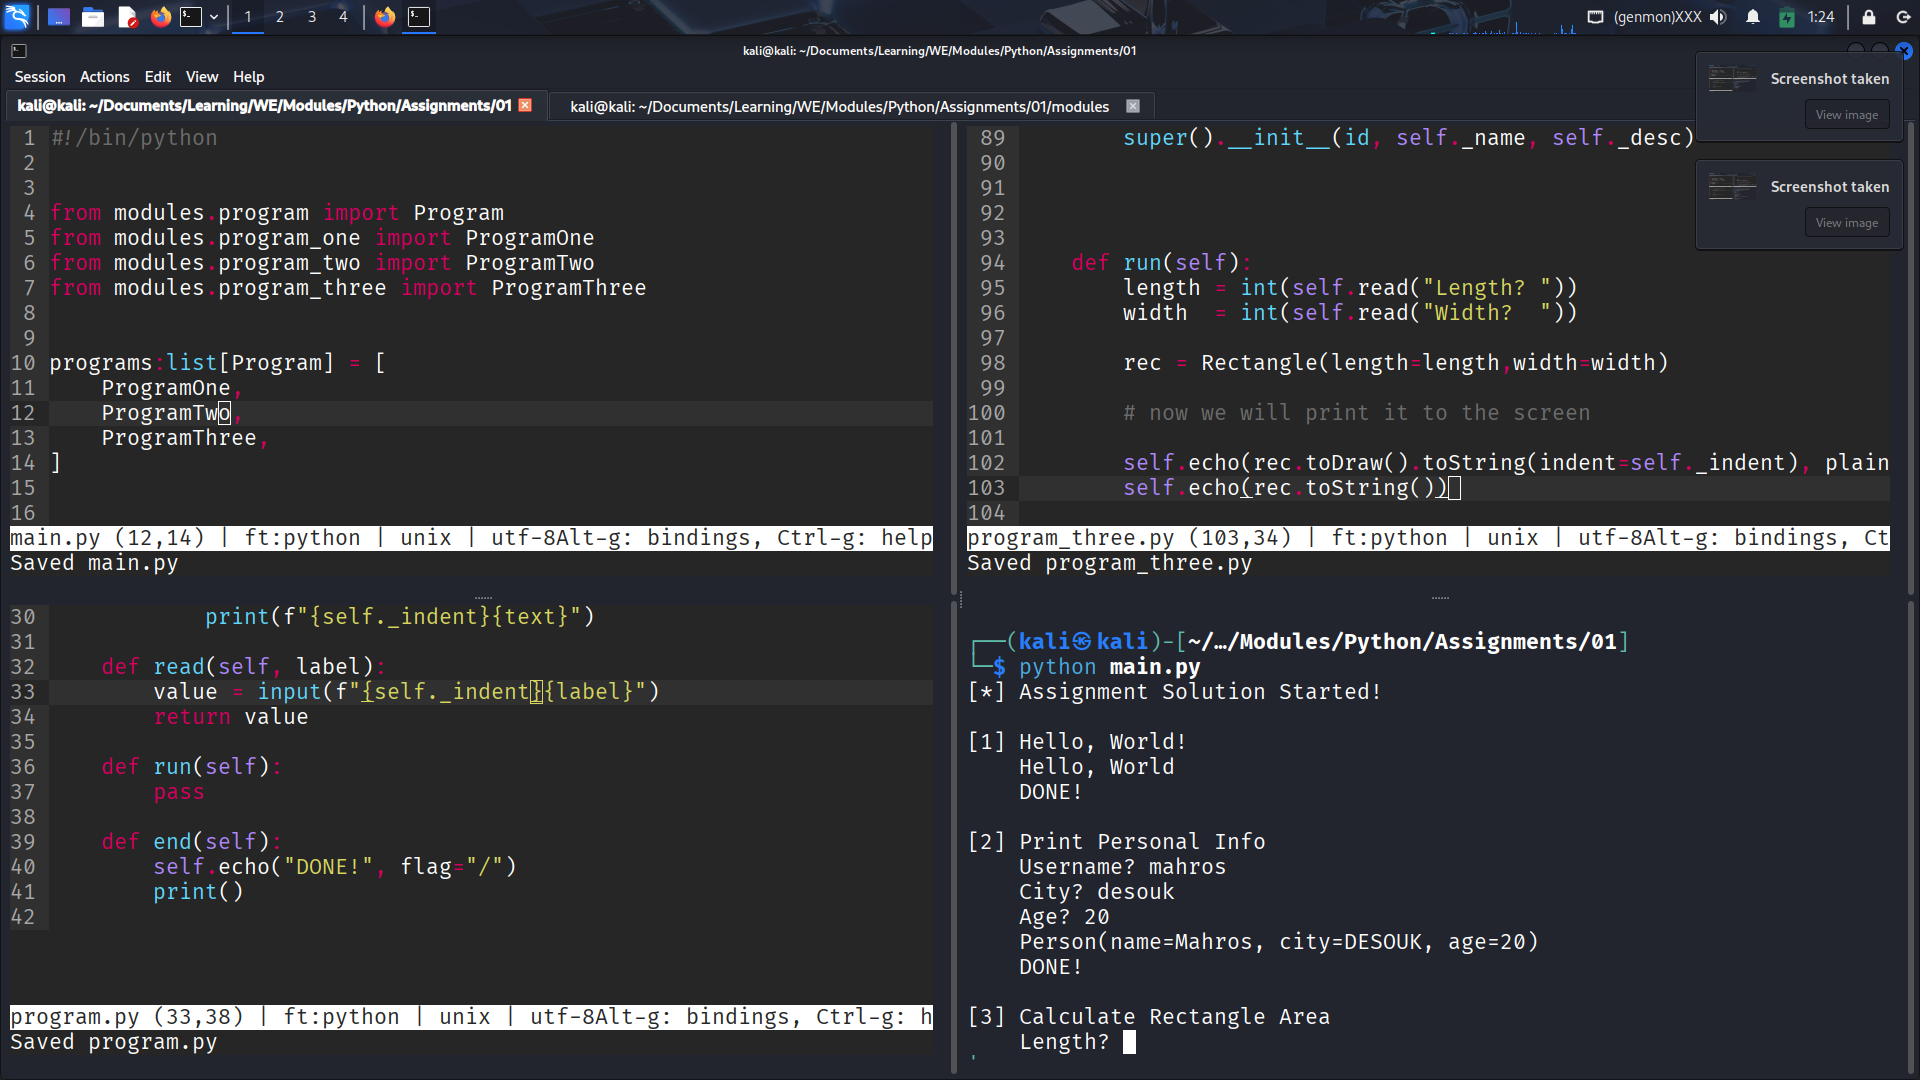 1 2 3 4 (genmon)XXX 1:24
kali@kali: ~/Documents/Learning/WE/Modules/Python/Assignments/01
Session Actions Edit View Help
kali@kali: ~/Documents/Learning/WE/Modules/Python/Assignments/01
kali@kali: ~/Documents/Learning/WE/Modules/Python/Assignments/01/modules
Screenshot taken
View image
Screenshot taken
View image
1 #!/bin/python
2
3
4 from modules.program import Program
5 from modules.program_one import ProgramOne
6 from modules.program_two import ProgramTwo
7 from modules.program_three import ProgramThree
8
9
10 programs:list[Program] = [
11     ProgramOne,
12     ProgramTwo,
13     ProgramThree,
14 ]
15
16
main.py (12,14) | ft:python | unix | utf-8Alt-g: bindings, Ctrl-g: help
Saved main.py
89         super().__init__(id, self._name, self._desc)
90
91
92
93
94     def run(self):
95         length = int(self.read("Length? "))
96         width  = int(self.read("Width?  "))
97
98         rec = Rectangle(length=length,width=width)
99
100         # now we will print it to the screen
101
102         self.echo(rec.toDraw().toString(indent=self._indent), plain
103         self.echo(rec.toString())
104
program_three.py (103,34) | ft:python | unix | utf-8Alt-g: bindings, Ct
Saved program_three.py
30             print(f"{self._indent}{text}")
31
32     def read(self, label):
33         value = input(f"{self._indent}{label}")
34         return value
35
36     def run(self):
37         pass
38
39     def end(self):
40         self.echo("DONE!", flag="/")
41         print()
42
program.py (33,38) | ft:python | unix | utf-8Alt-g: bindings, Ctrl-g: h
Saved program.py
┌──(kali㉿kali)-[~/…/Modules/Python/Assignments/01]
└─$ python main.py
[*] Assignment Solution Started!
[1] Hello, World!
    Hello, World
    DONE!
[2] Print Personal Info
    Username? mahros
    City? desouk
    Age? 20
    Person(name=Mahros, city=DESOUK, age=20)
    DONE!
[3] Calculate Rectangle Area
    Length?